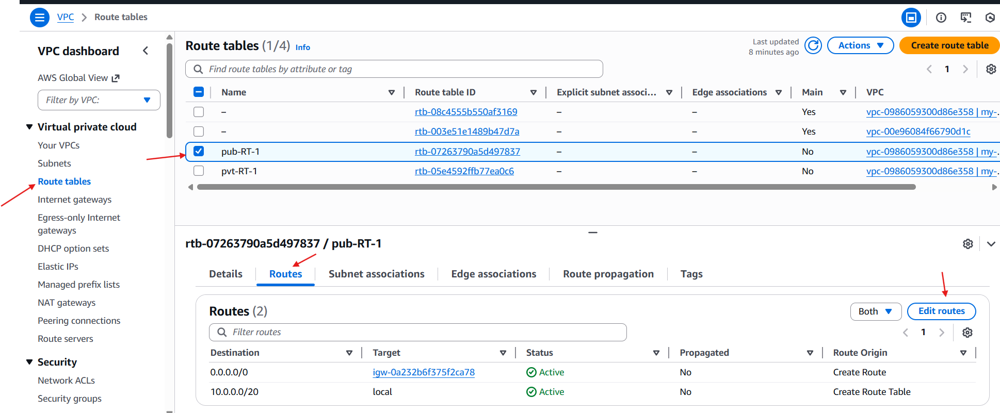 VPC > Route tables
VPC dashboard
AWS Global View
Filter by VPC:
Virtual private cloud
Your VPCs
Subnets
Route tables
Internet gateways
Egress-only Internet
gateways
DHCP option sets
Elastic IPs
Managed prefix lists
NAT gateways
Peering connections
Route servers
Security
Network ACLs
Security groups
Route tables (1/4) Info
Last updated
8 minutes ago
Actions
Create route table
Find route tables by attribute or tag
1
Name Route table ID Explicit subnet associ... Edge associations Main VPC
– rtb-08c4555b550af3169 – – Yes vpc-0986059300d86e358 | my-.
– rtb-003e51e1489b47d7a – – Yes vpc-00e96084f66790d1c
pub-RT-1 rtb-07263790a5d497837 – – No vpc-0986059300d86e358 | my-.
pvt-RT-1 rtb-05e4592ffb77ea0c6 – – No vpc-0986059300d86e358 | my-.
rtb-07263790a5d497837 / pub-RT-1
Details Routes Subnet associations Edge associations Route propagation Tags
Routes (2)
Both
Edit routes
Filter routes
1
Destination Target Status Propagated Route Origin
0.0.0.0/0 igw-0a232b6f375f2ca78 Active No Create Route
10.0.0.0/20 local Active No Create Route Table